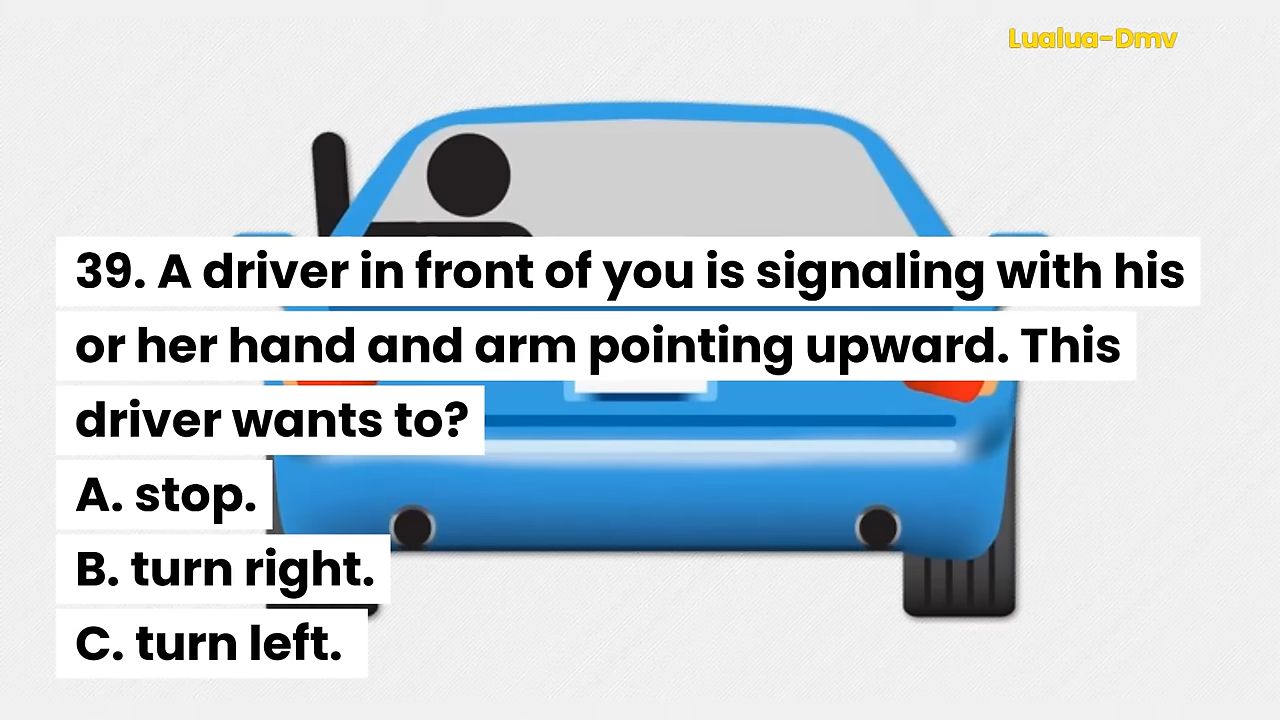 Lualua-Dmv
39. A driver in front of you is signaling with his
or her hand and arm pointing upward. This
driver wants to?
A. stop.
B. turn right.
C. turn left.